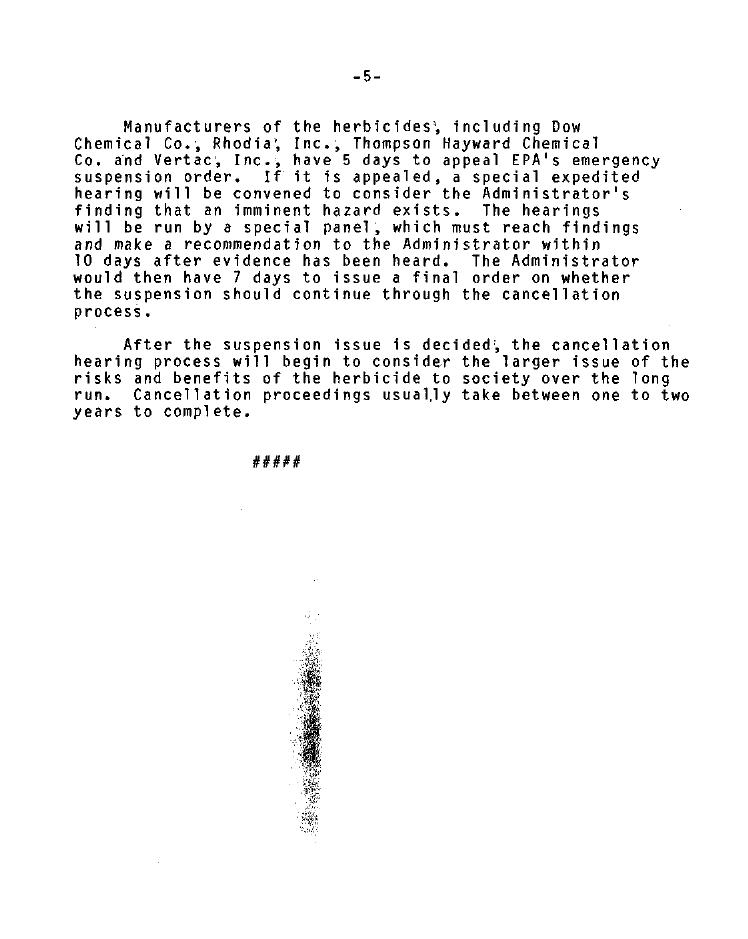 -5-
Manufacturers of the herbicides, including Dow
Chemical Co., Rhodia, Inc., Thompson Hayward Chemical
Co. and Vertac, Inc., have 5 days to appeal EPA's emergency
suspension order. If it is appealed, a special expedited
hearing will be convened to consider the Administrator's
finding that an imminent hazard exists. The hearings
will be run by a special panel, which must reach findings
and make a recommendation to the Administrator within
10 days after evidence has been heard. The Administrator
would then have 7 days to issue a final order on whether
the suspension should continue through the cancellation
process.
After the suspension issue is decided, the cancellation
hearing process will begin to consider the larger issue of the
risks and benefits of the herbicide to society over the long
run. Cancellation proceedings usually take between one to two
years to complete.
#####